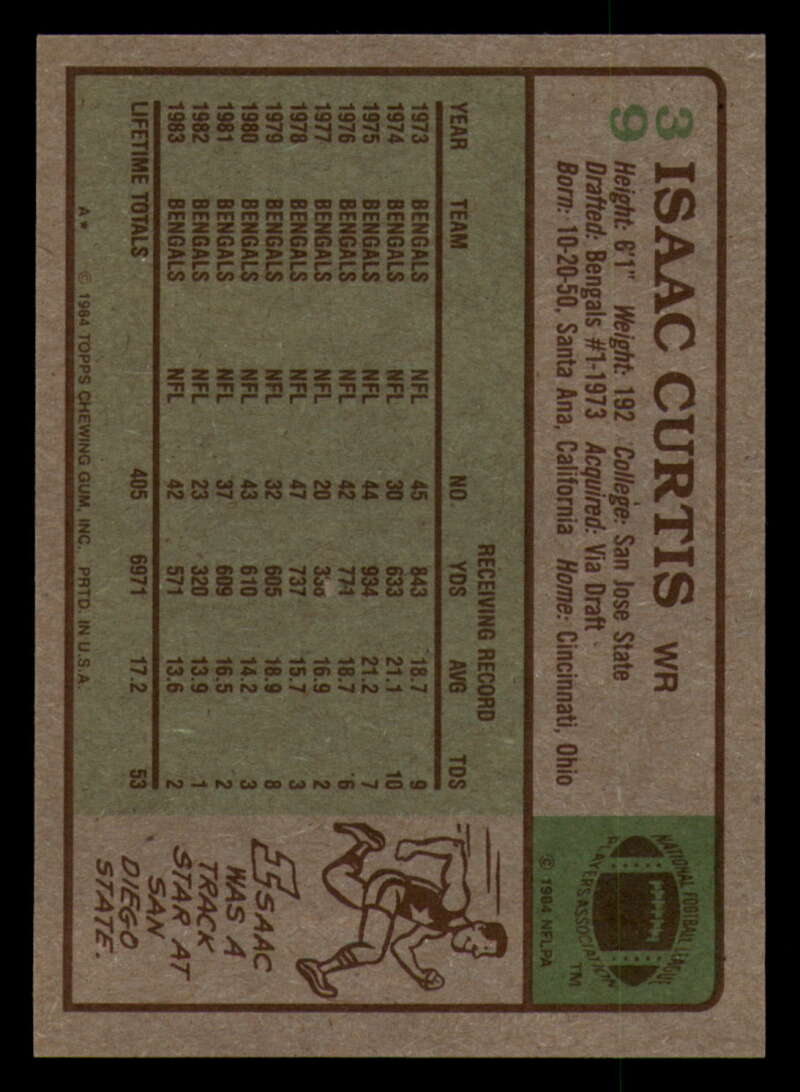 39
ISAAC CURTIS WR
Height: 6'1" Weight: 192 College: San Jose State
Drafted: Bengals #1-1973 Acquired: Via Draft
Born: 10-20-50, Santa Ana, California Home: Cincinnati, Ohio
NATIONAL FOOTBALL LEAGUE
PLAYERS ASSOCIATION TM
© 1984 NFLPA
RECEIVING RECORD
YEAR TEAM NO. YDS AVG TDS
1973 BENGALS NFL 45 843 18.7 9
1974 BENGALS NFL 30 633 21.1 10
1975 BENGALS NFL 44 934 21.2 7
1976 BENGALS NFL 42 771 18.7 6
1977 BENGALS NFL 20 338 16.9 2
1978 BENGALS NFL 47 737 15.7 3
1979 BENGALS NFL 32 605 18.9 8
1980 BENGALS NFL 43 610 14.2 3
1981 BENGALS NFL 37 609 16.5 2
1982 BENGALS NFL 23 320 13.9 1
1983 BENGALS NFL 42 571 13.6 2
LIFETIME TOTALS 405 6971 17.2 53
A* © 1984 TOPPS CHEWING GUM, INC. PRTD. IN U.S.A.
ISAAC
WAS A
TRACK
STAR AT
SAN
DIEGO
STATE.